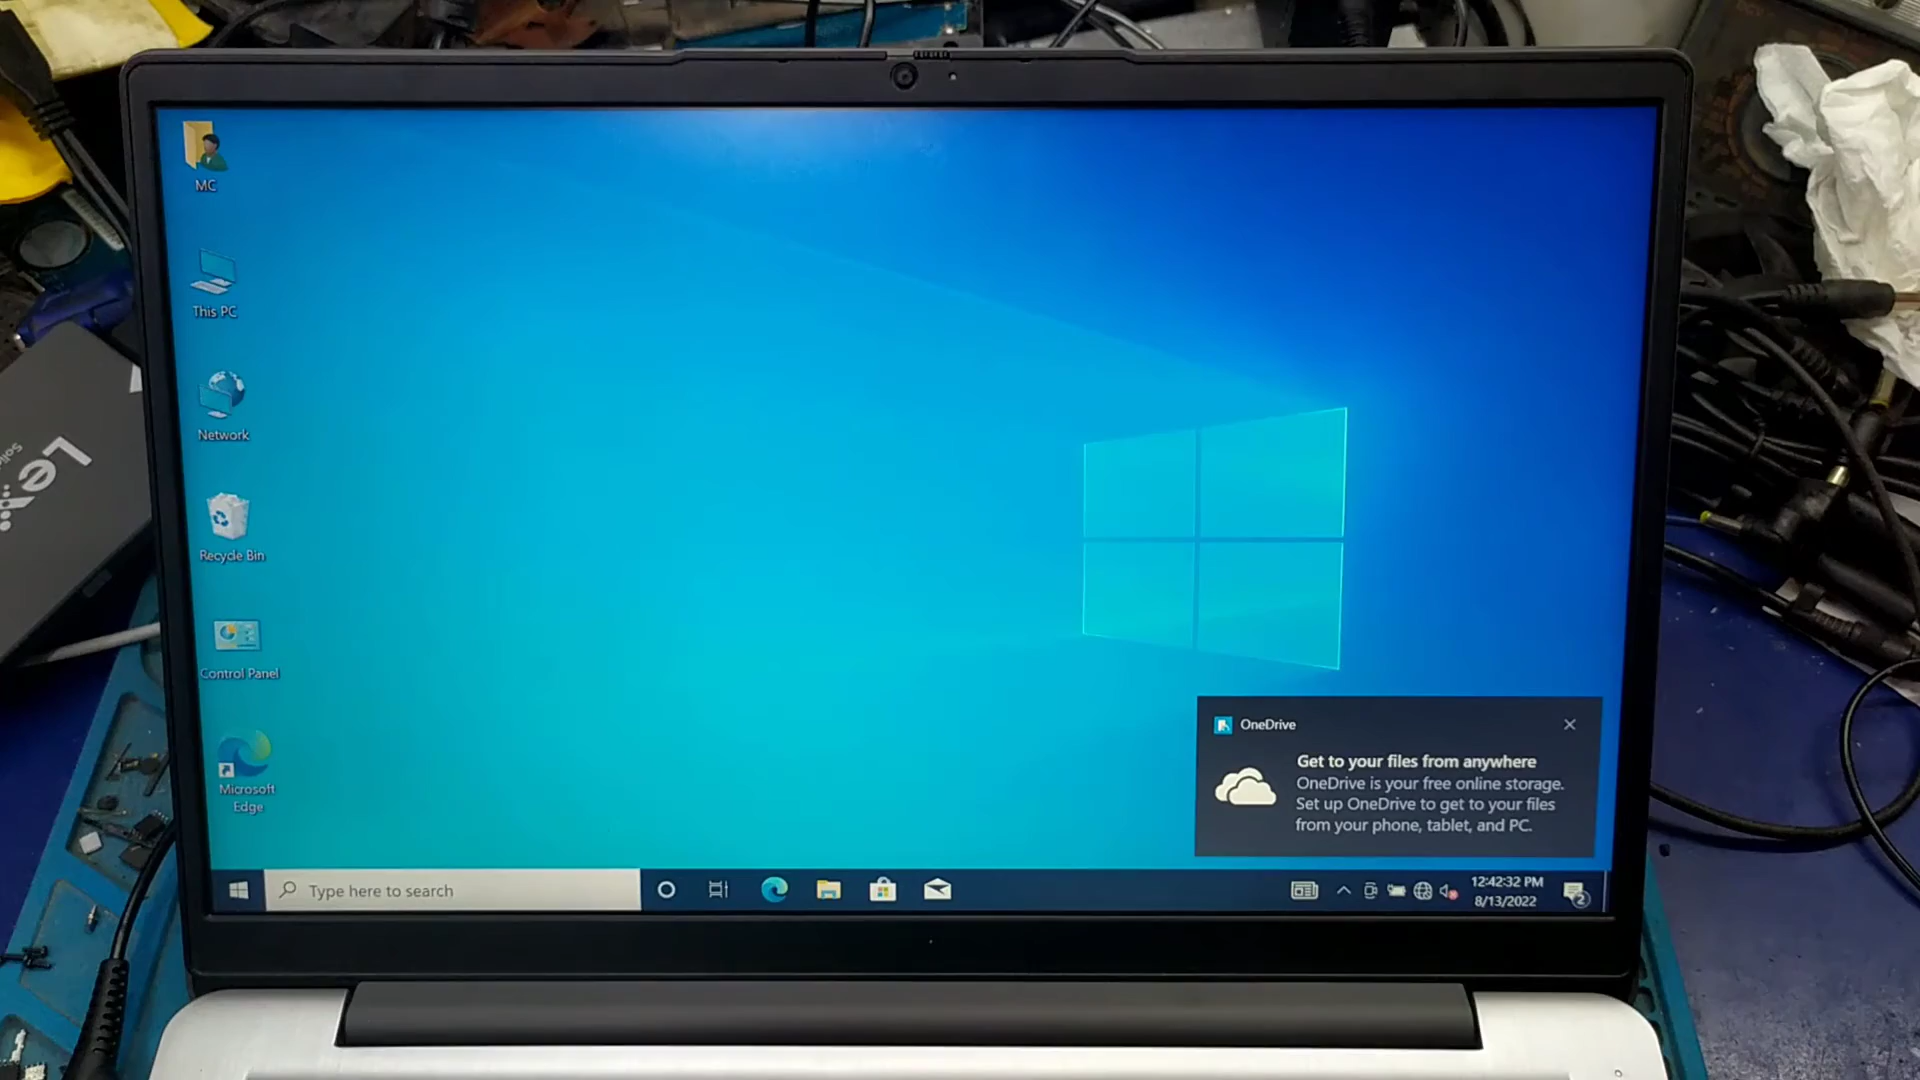 MC
This PC
Network
Recycle Bin
Control Panel
Microsoft
Edge
OneDrive
Get to your files from anywhere
OneDrive is your free online storage.
Set up OneDrive to get to your files
from your phone, tablet, and PC.
Type here to search
12:42:32 PM
8/13/2022
2